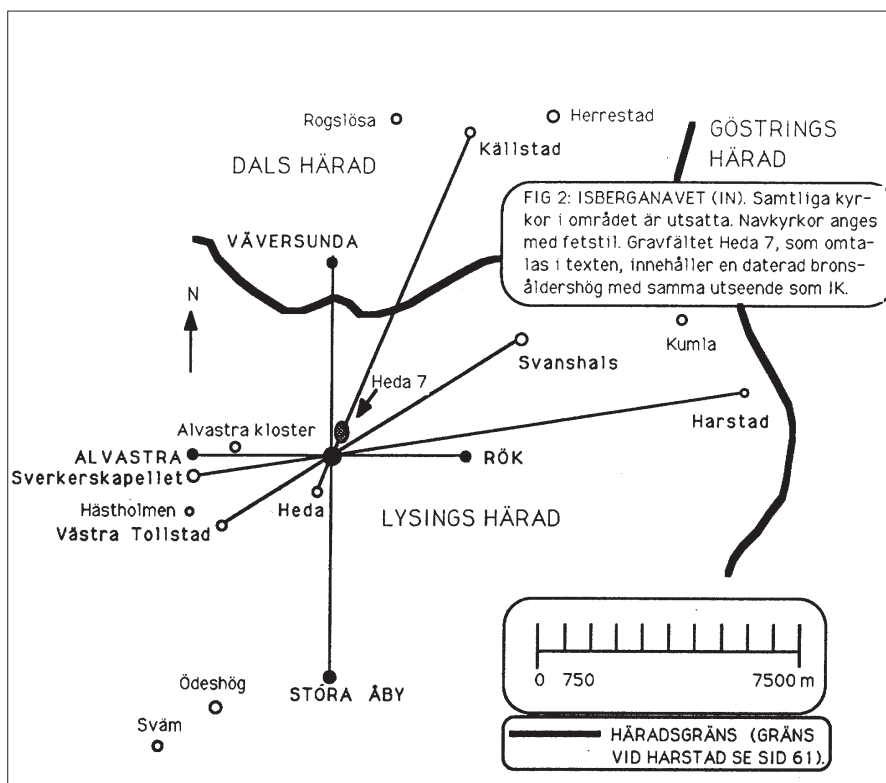 Rogslösa
Herrestad
Källstad
GÖSTRINGS
HÄRAD
DALS HÄRAD
FIG 2: ISBERGANAVET (IN). Samtliga kyr-
kor i området är utsatta. Navkyrkor anges
med fetstil. Gravfältet Heda 7, som omta-
las i texten, innehåller en daterad brons-
åldershög med samma utseende som IK.
VÄVERSUNDA
N
Kumla
Svanshals
Heda 7
Harstad
Alvastra kloster
ALVASTRA
RÖK
Sverkerskapellet
Heda
Hästholmen
Västra Tollstad
LYSINGS HÄRAD
0 750 7500 m
Ödeshög
STORA ÅBY
Sväm
HÄRADSGRÄNS (GRÄNS
VID HARSTAD SE SID 61).